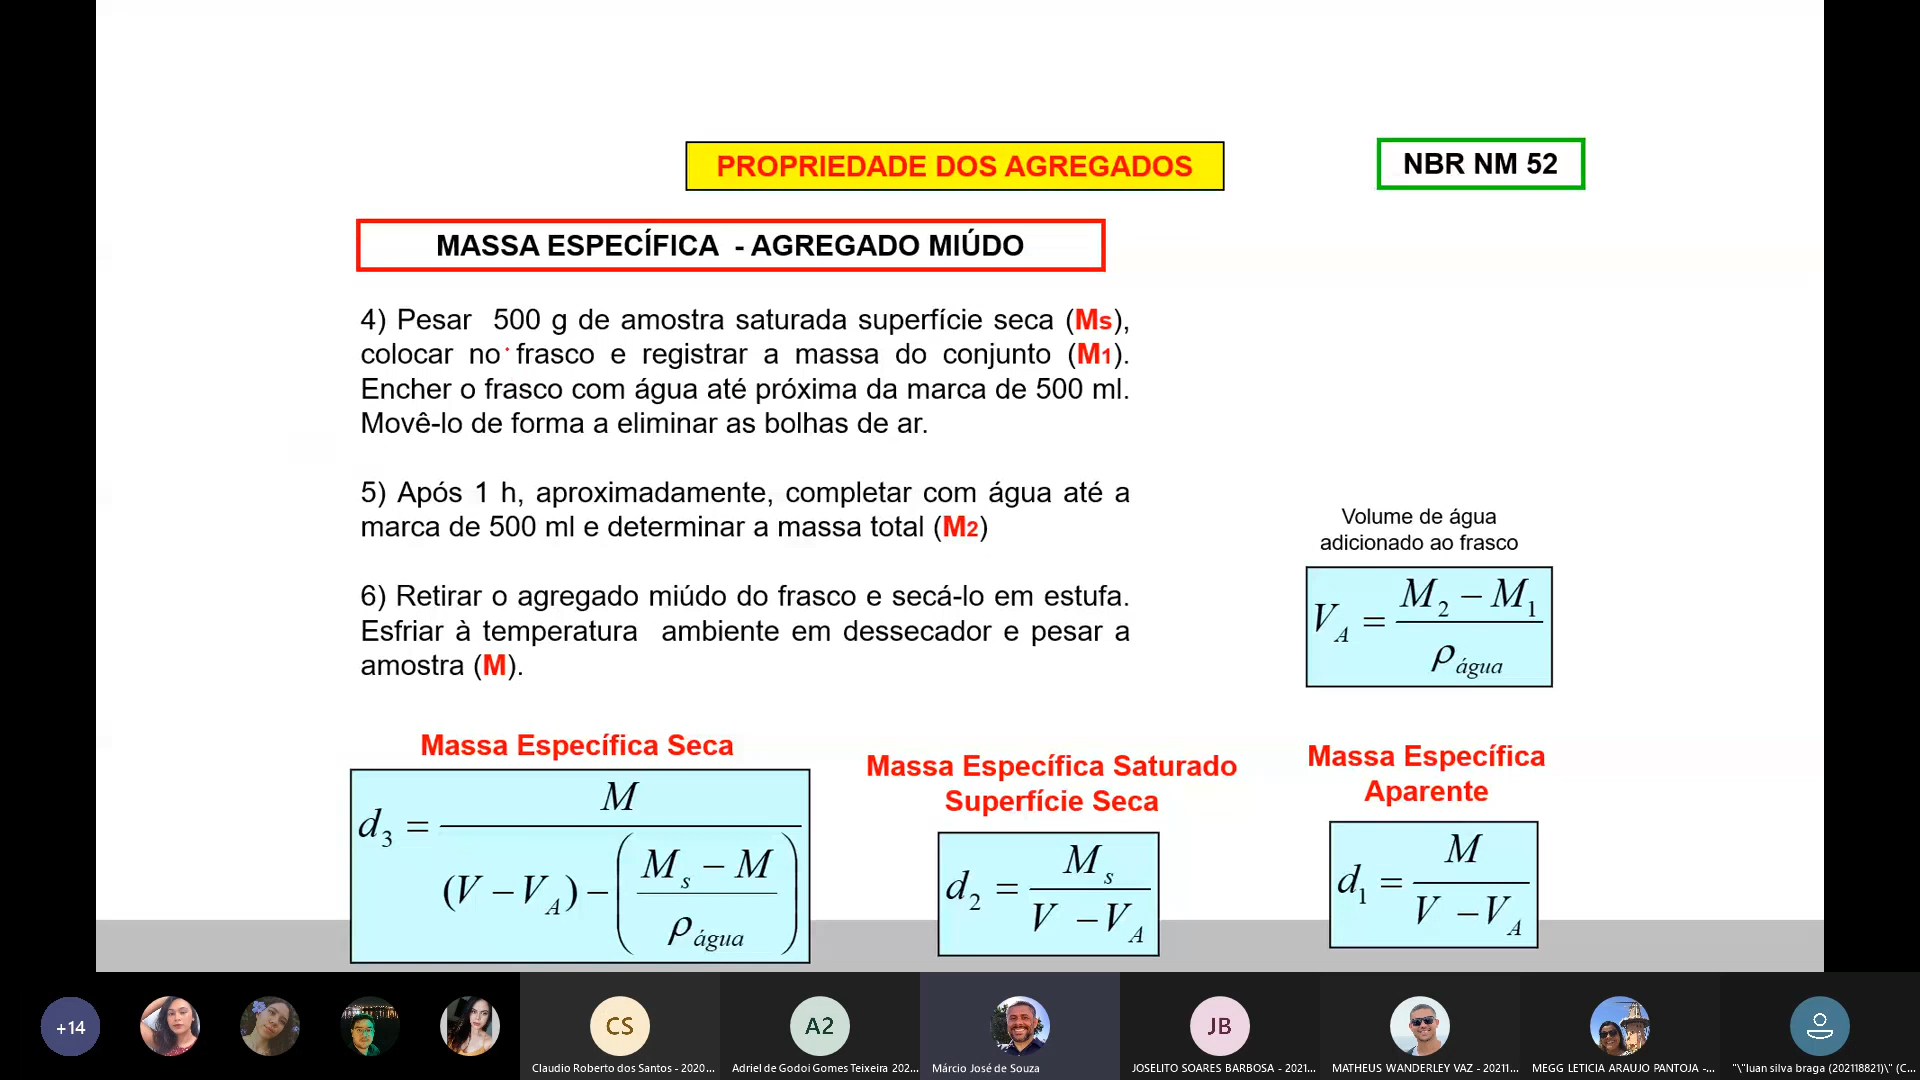 PROPRIEDADE DOS AGREGADOS
NBR NM 52
MASSA ESPECÍFICA - AGREGADO MIÚDO
4) Pesar 500 g de amostra saturada superfície seca (Ms),
colocar no frasco e registrar a massa do conjunto (M1).
Encher o frasco com água até próxima da marca de 500 ml.
Movê-lo de forma a eliminar as bolhas de ar.
5) Após 1 h, aproximadamente, completar com água até a
marca de 500 ml e determinar a massa total (M2)
6) Retirar o agregado miúdo do frasco e secá-lo em estufa.
Esfriar à temperatura ambiente em dessecador e pesar a
amostra (M).
Volume de água
adicionado ao frasco
V_A = (M_2 − M_1) / ρ_água
Massa Específica Seca
d_3 = M / ((V − V_A) − ((M_s − M) / ρ_água))
Massa Específica Saturado
Superfície Seca
d_2 = M_s / (V − V_A)
Massa Específica
Aparente
d_1 = M / (V − V_A)
+14
CS
Claudio Roberto dos Santos - 2020...
A2
Adriel de Godoi Gomes Teixeira 202...
Márcio José de Souza
JB
JOSELITO SOARES BARBOSA - 2021...
MATHEUS WANDERLEY VAZ - 20211...
MEGG LETICIA ARAUJO PANTOJA -...
"\"luan silva braga (202118821)\" (C...